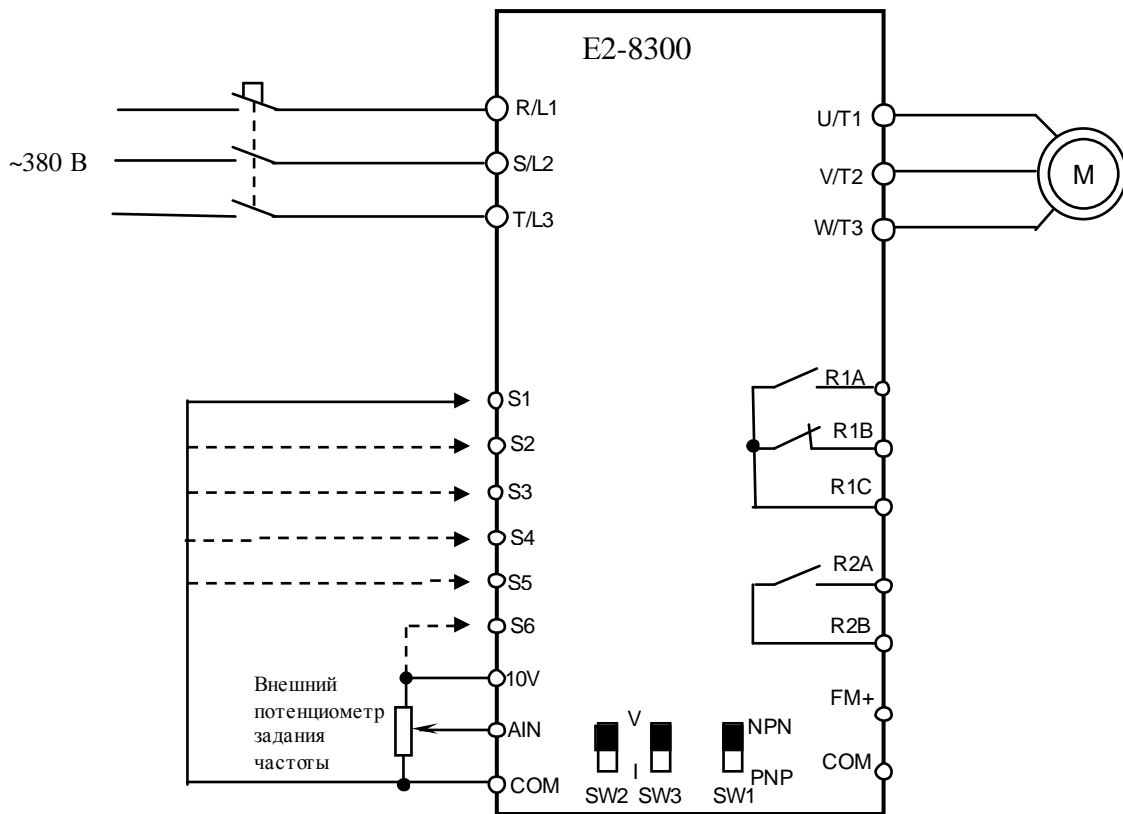 E2-8300
R/L1
U/T1
~380 В
S/L2
V/T2
M
T/L3
W/T3
S1
R1A
S2
R1B
S3
R1C
S4
S5
R2A
S6
R2B
10V
Внешний
потенциометр
задания
частоты
AIN
COM
V
I
NPN
PNP
SW2
SW3
SW1
FM+
COM